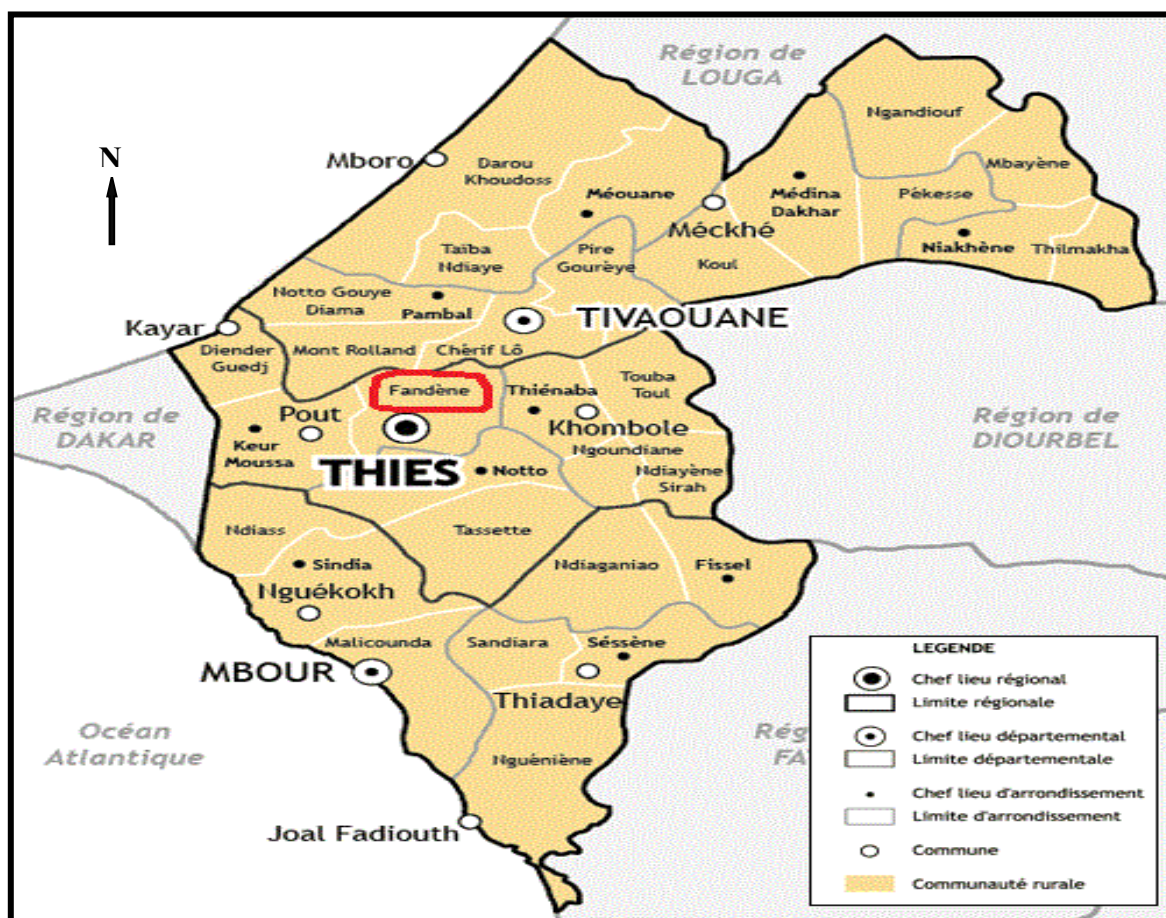 Région de
LOUGA
Ngandiouf
N
Mboro
Darou
Khoudoss
Mbayène
Méouane
Médina
Dakhar
Pékesse
Méckhé
Niakhène
Thilmakha
Taïba
Ndiaye
Pire
Gourèye
Koul
Notto Gouye
Diama
Pambal
TIVAOUANE
Kayar
Diender
Guedj
Mont Rolland
Chérif Lô
Fandène
Thiénaba
Touba
Toul
Région de
DAKAR
Pout
Khombole
Région de
DIOURBEL
Keur
Moussa
THIES
Notto
Ngoundiane
Ndiayène
Sirah
Ndiass
Tassette
Sindia
Ndiaganiao
Fissel
Nguékokh
Malicounda
Sandiara
Séssène
MBOUR
Thiadaye
Océan
Atlantique
Nguéniène
Rég
FA
Joal Fadiouth
LEGENDE
Chef lieu régional
Limite régionale
Chef lieu départemental
Limite départementale
Chef lieu d'arrondissement
Limite d'arrondissement
Commune
Communauté rurale